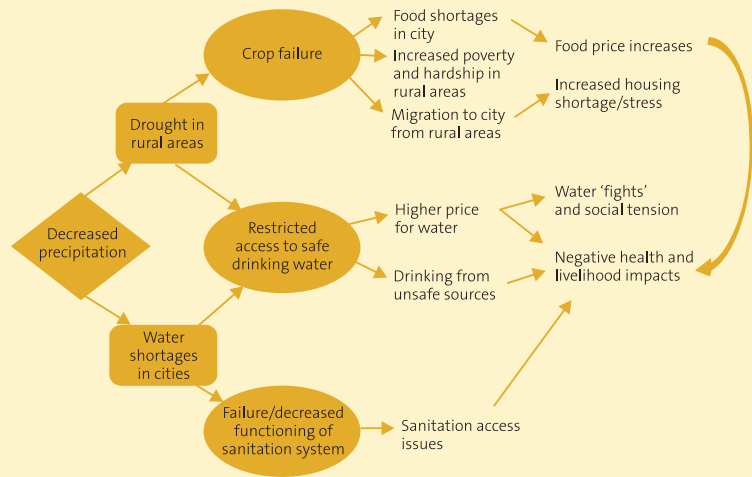 Crop failure
Food shortages
in city
Increased poverty
and hardship in
rural areas
Migration to city
from rural areas
Food price increases
Increased housing
shortage/stress
Drought in
rural areas
Decreased
precipitation
Restricted
access to safe
drinking water
Higher price
for water
Drinking from
unsafe sources
Water ‘fights’
and social tension
Negative health and
livelihood impacts
Water
shortages
in cities
Failure/decreased
functioning of
sanitation system
Sanitation access
issues